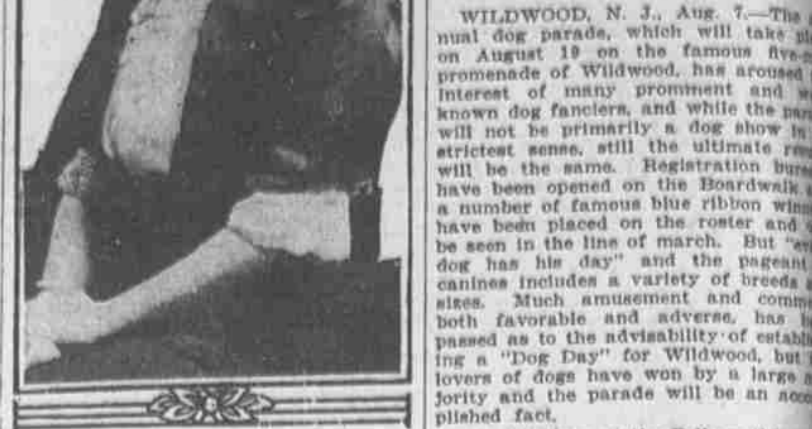 WILDWOOD, N. J., Aug. 7.—The
nual dog parade, which will take
on August 19 on the famous five-
promenade of Wildwood, has aroused
interest of many prominent and
known dog fanciers, and while the
will not be primarily a dog show
strictest sense, still the ultimate
will be the same. Registration
have been opened on the Boardwalk,
a number of famous blue ribbon
have been placed on the roster and
be seen in the line of march. But
dog has his day" and the pageant
canines includes a variety of breeds
sizes. Much amusement and
both favorable and adverse, has
passed as to the advisability of
ing a "Dog Day" for Wildwood, but
lovers of dogs have won by a large
jority and the parade will be an
plished fact.